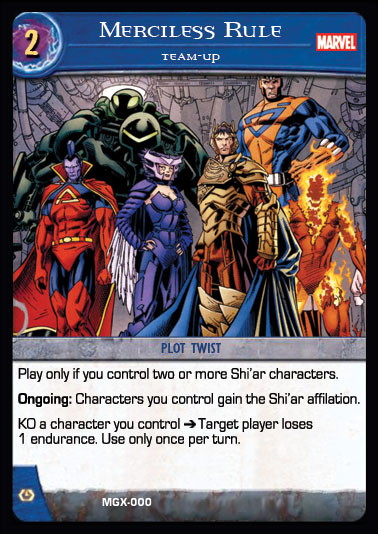 2
Merciless Rule
TEAM-UP
MARVEL
PLOT TWIST
Play only if you control two or more Shi'ar characters.
Ongoing: Characters you control gain the Shi'ar affilation.
KO a character you control ➔ Target player loses
1 endurance. Use only once per turn.
MGX-000